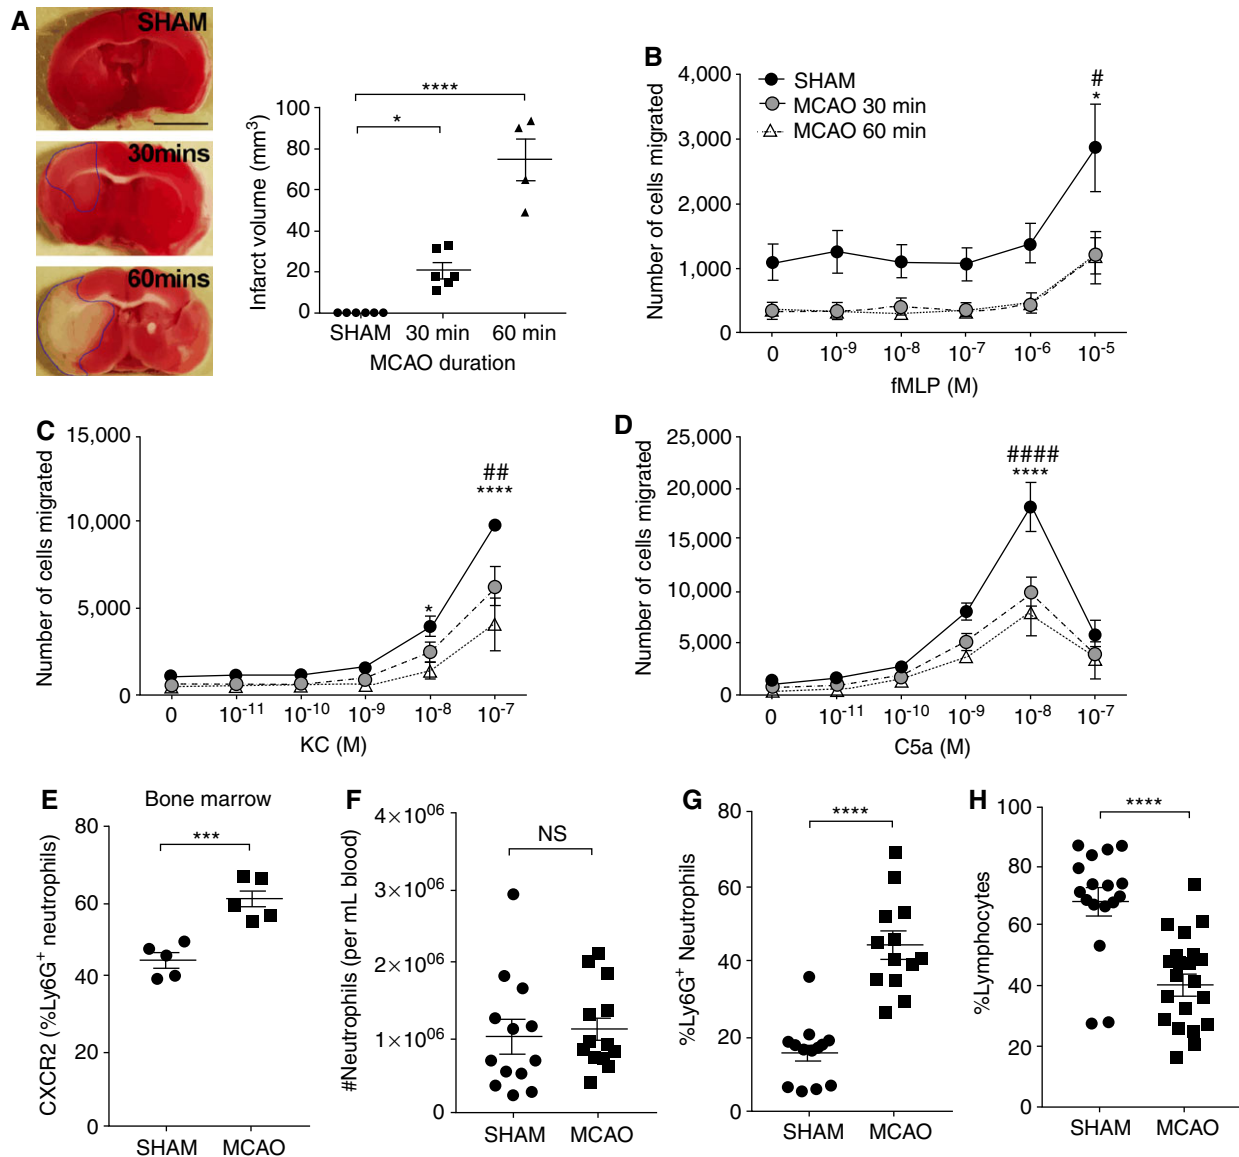 A
SHAM
30mins
60mins
Infarct volume (mm³)
100
80
60
40
20
0
****
*
SHAM 30 min 60 min
MCAO duration
B
Number of cells migrated
4,000
3,000
2,000
1,000
0
SHAM
MCAO 30 min
MCAO 60 min
#
*
0 10⁻⁹ 10⁻⁸ 10⁻⁷ 10⁻⁶ 10⁻⁵
fMLP (M)
C
Number of cells migrated
15,000
10,000
5,000
0
*
##
****
0 10⁻¹¹ 10⁻¹⁰ 10⁻⁹ 10⁻⁸ 10⁻⁷
KC (M)
D
Number of cells migrated
25,000
20,000
15,000
10,000
5,000
0
####
****
0 10⁻¹¹ 10⁻¹⁰ 10⁻⁹ 10⁻⁸ 10⁻⁷
C5a (M)
E
Bone marrow
CXCR2 (%Ly6G⁺ neutrophils)
80
60
40
20
0
***
SHAM MCAO
F
#Neutrophils (per mL blood)
4×10⁰⁶
3×10⁰⁶
2×10⁰⁶
1×10⁰⁶
0
NS
SHAM MCAO
G
%Ly6G⁺ Neutrophils
80
60
40
20
0
****
SHAM MCAO
H
%Lymphocytes
100
80
60
40
20
0
****
SHAM MCAO